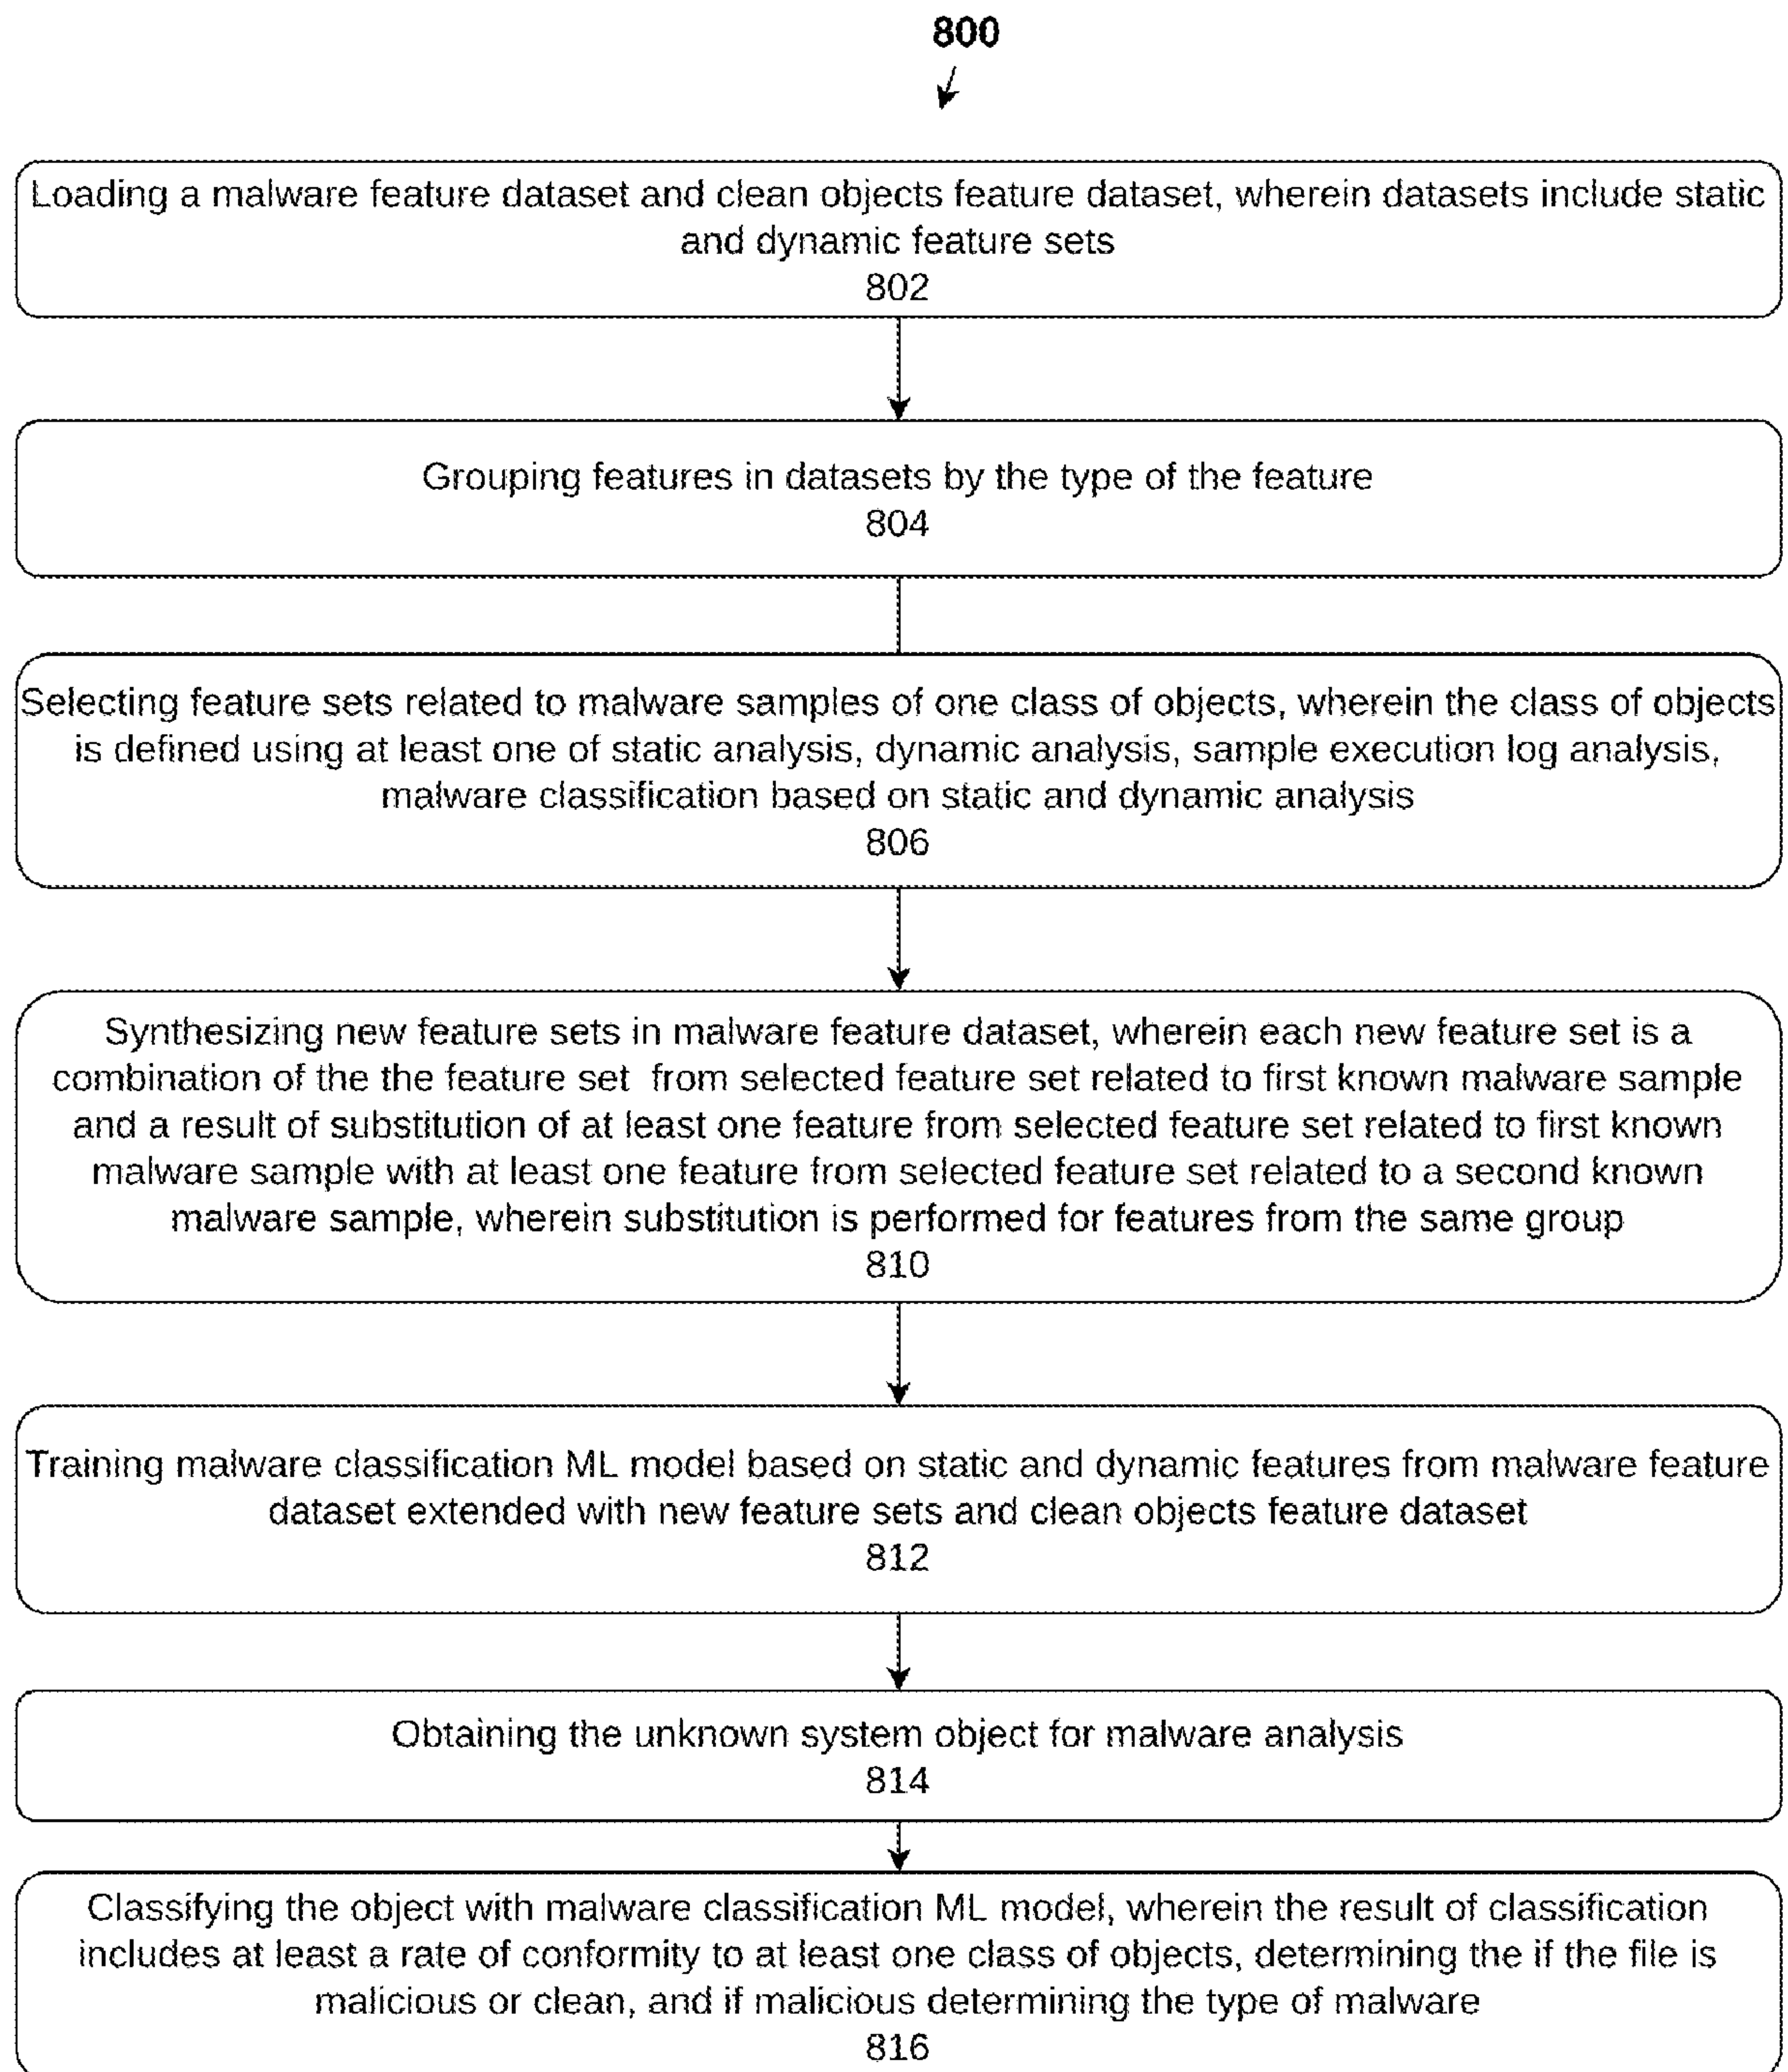 800
Loading a malware feature dataset and clean objects feature dataset, wherein datasets include static
and dynamic feature sets
802
Grouping features in datasets by the type of the feature
804
Selecting feature sets related to malware samples of one class of objects, wherein the class of objects
is defined using at least one of static analysis, dynamic analysis, sample execution log analysis,
malware classification based on static and dynamic analysis
806
Synthesizing new feature sets in malware feature dataset, wherein each new feature set is a
combination of the the feature set from selected feature set related to first known malware sample
and a result of substitution of at least one feature from selected feature set related to first known
malware sample with at least one feature from selected feature set related to a second known
malware sample, wherein substitution is performed for features from the same group
810
Training malware classification ML model based on static and dynamic features from malware feature
dataset extended with new feature sets and clean objects feature dataset
812
Obtaining the unknown system object for malware analysis
814
Classifying the object with malware classification ML model, wherein the result of classification
includes at least a rate of conformity to at least one class of objects, determining the if the file is
malicious or clean, and if malicious determining the type of malware
816